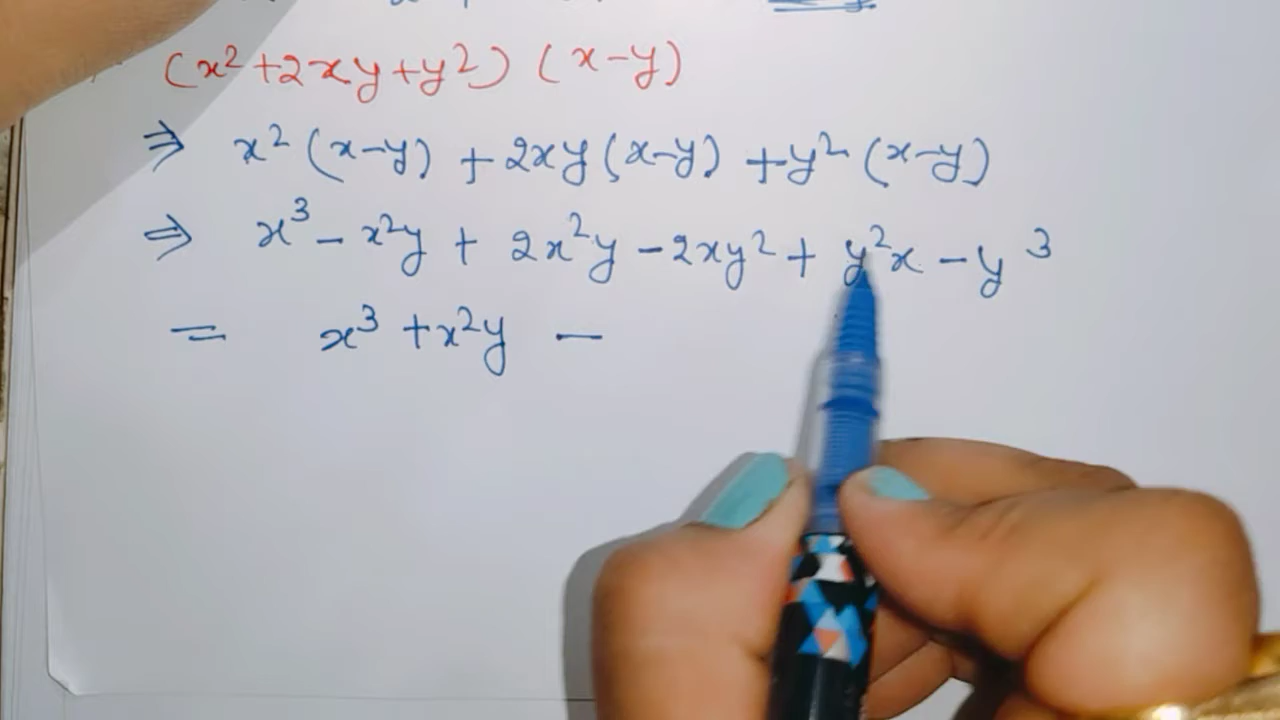 (x²+2xy+y²) (x-y)
⇒ x² (x-y) + 2xy (x-y) + y² (x-y)
⇒ x³ - x²y + 2x²y - 2xy² + y²x - y³
= x³ + x²y -